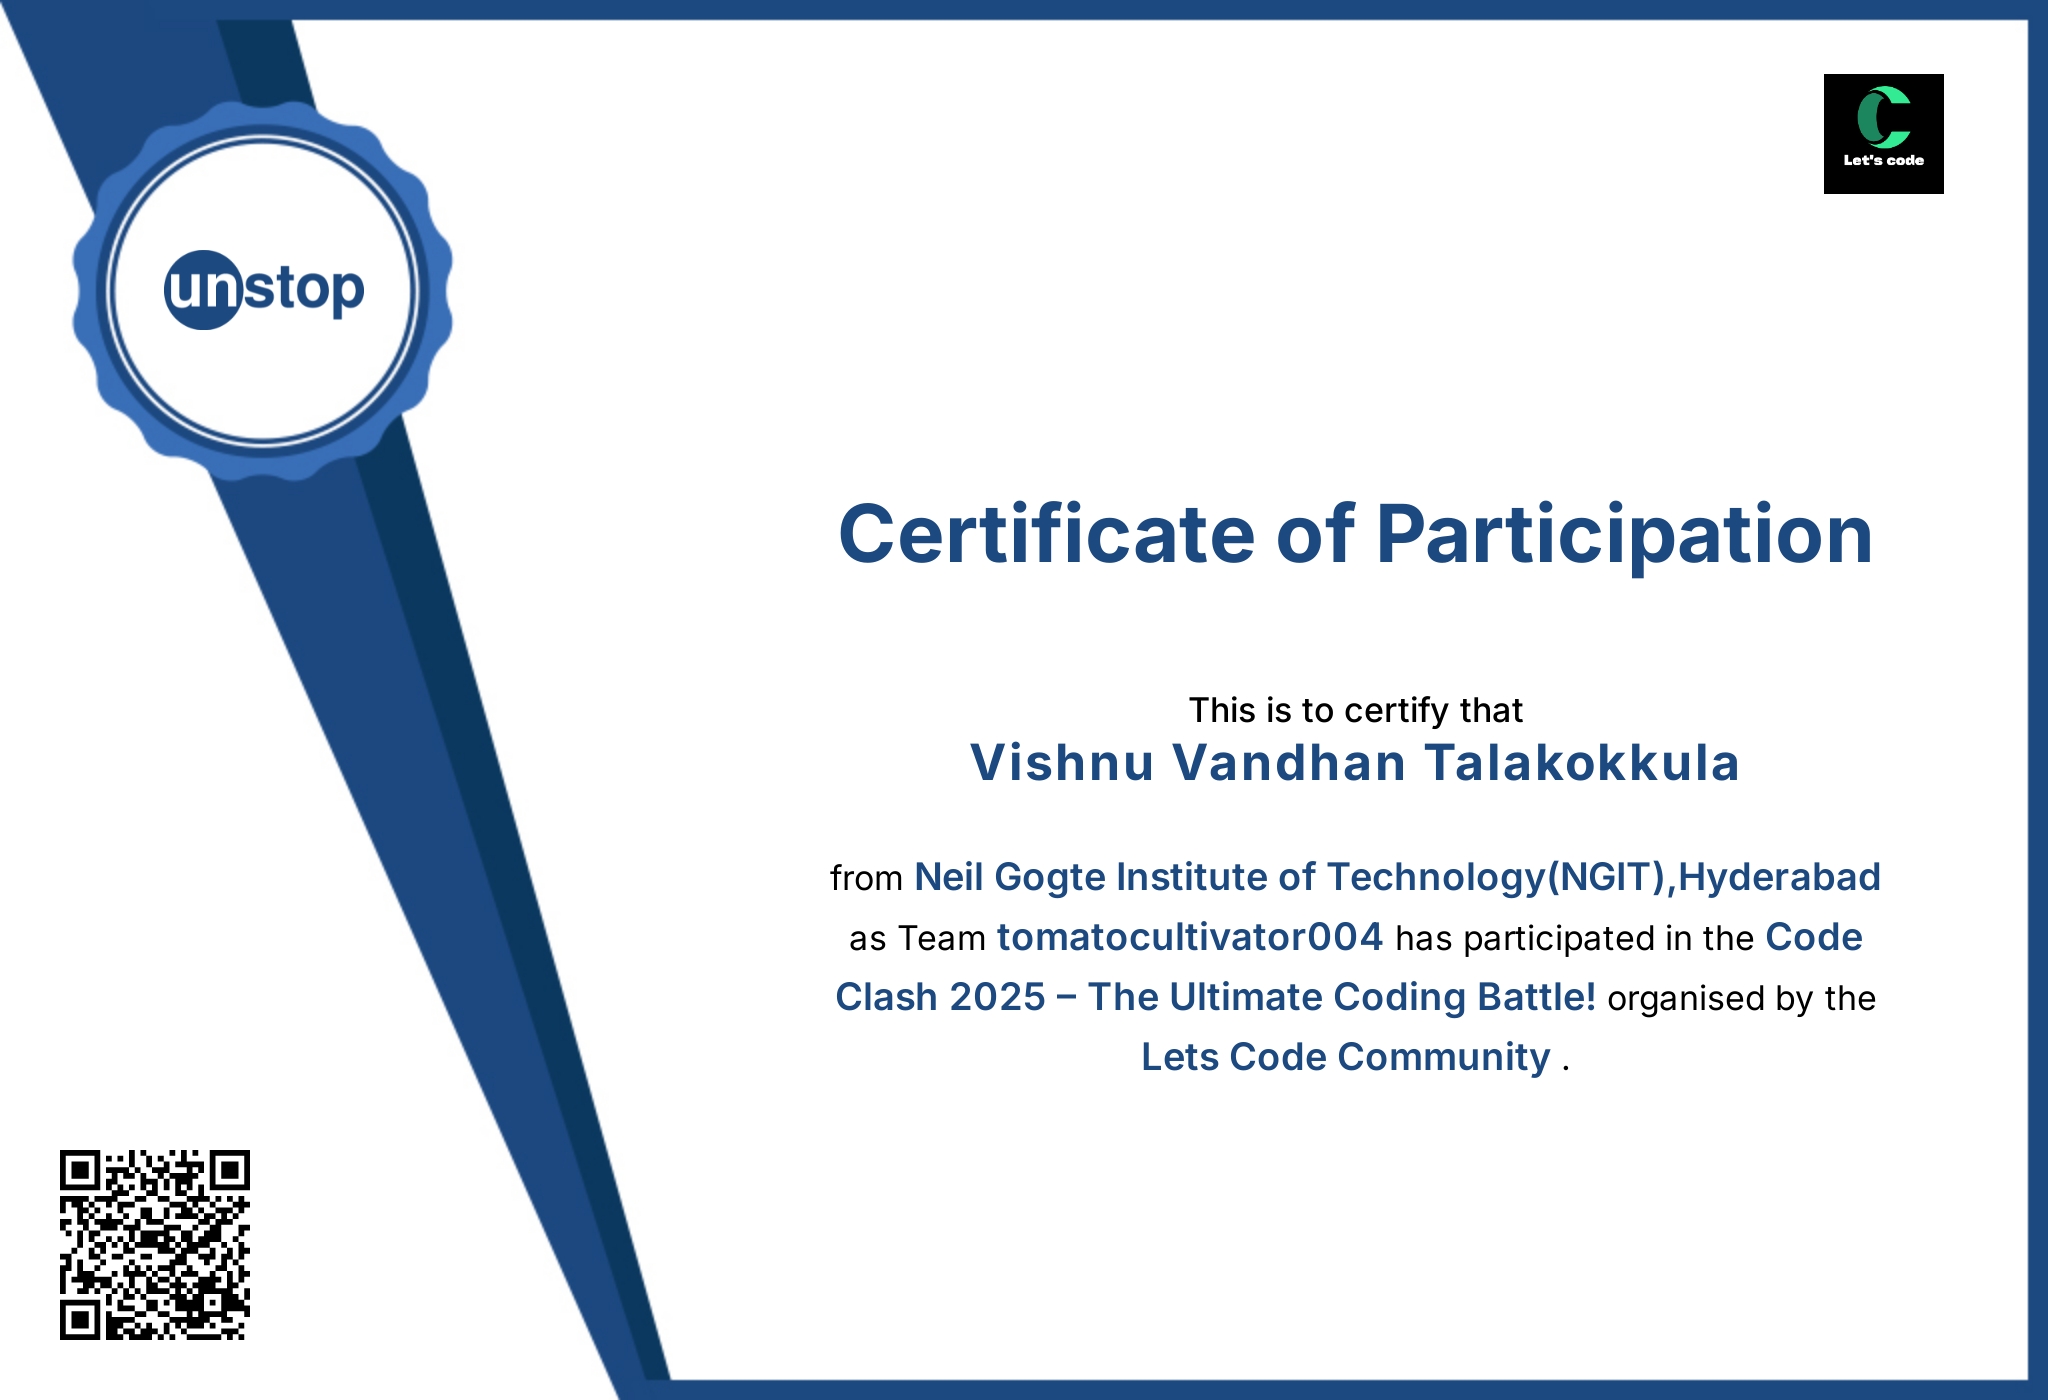 unstop
Let's code
Certificate of Participation
This is to certify that
Vishnu Vandhan Talakokkula
from Neil Gogte Institute of Technology(NGIT),Hyderabad
as Team tomatocultivator004 has participated in the Code
Clash 2025 – The Ultimate Coding Battle! organised by the
Lets Code Community .